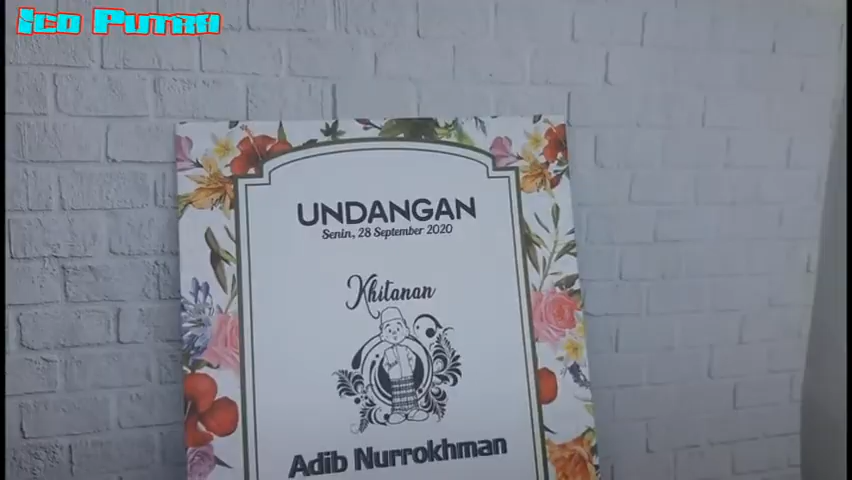 Ico Putra
UNDANGAN
Senin, 28 September 2020
Khitanan
Adib Nurrokhman